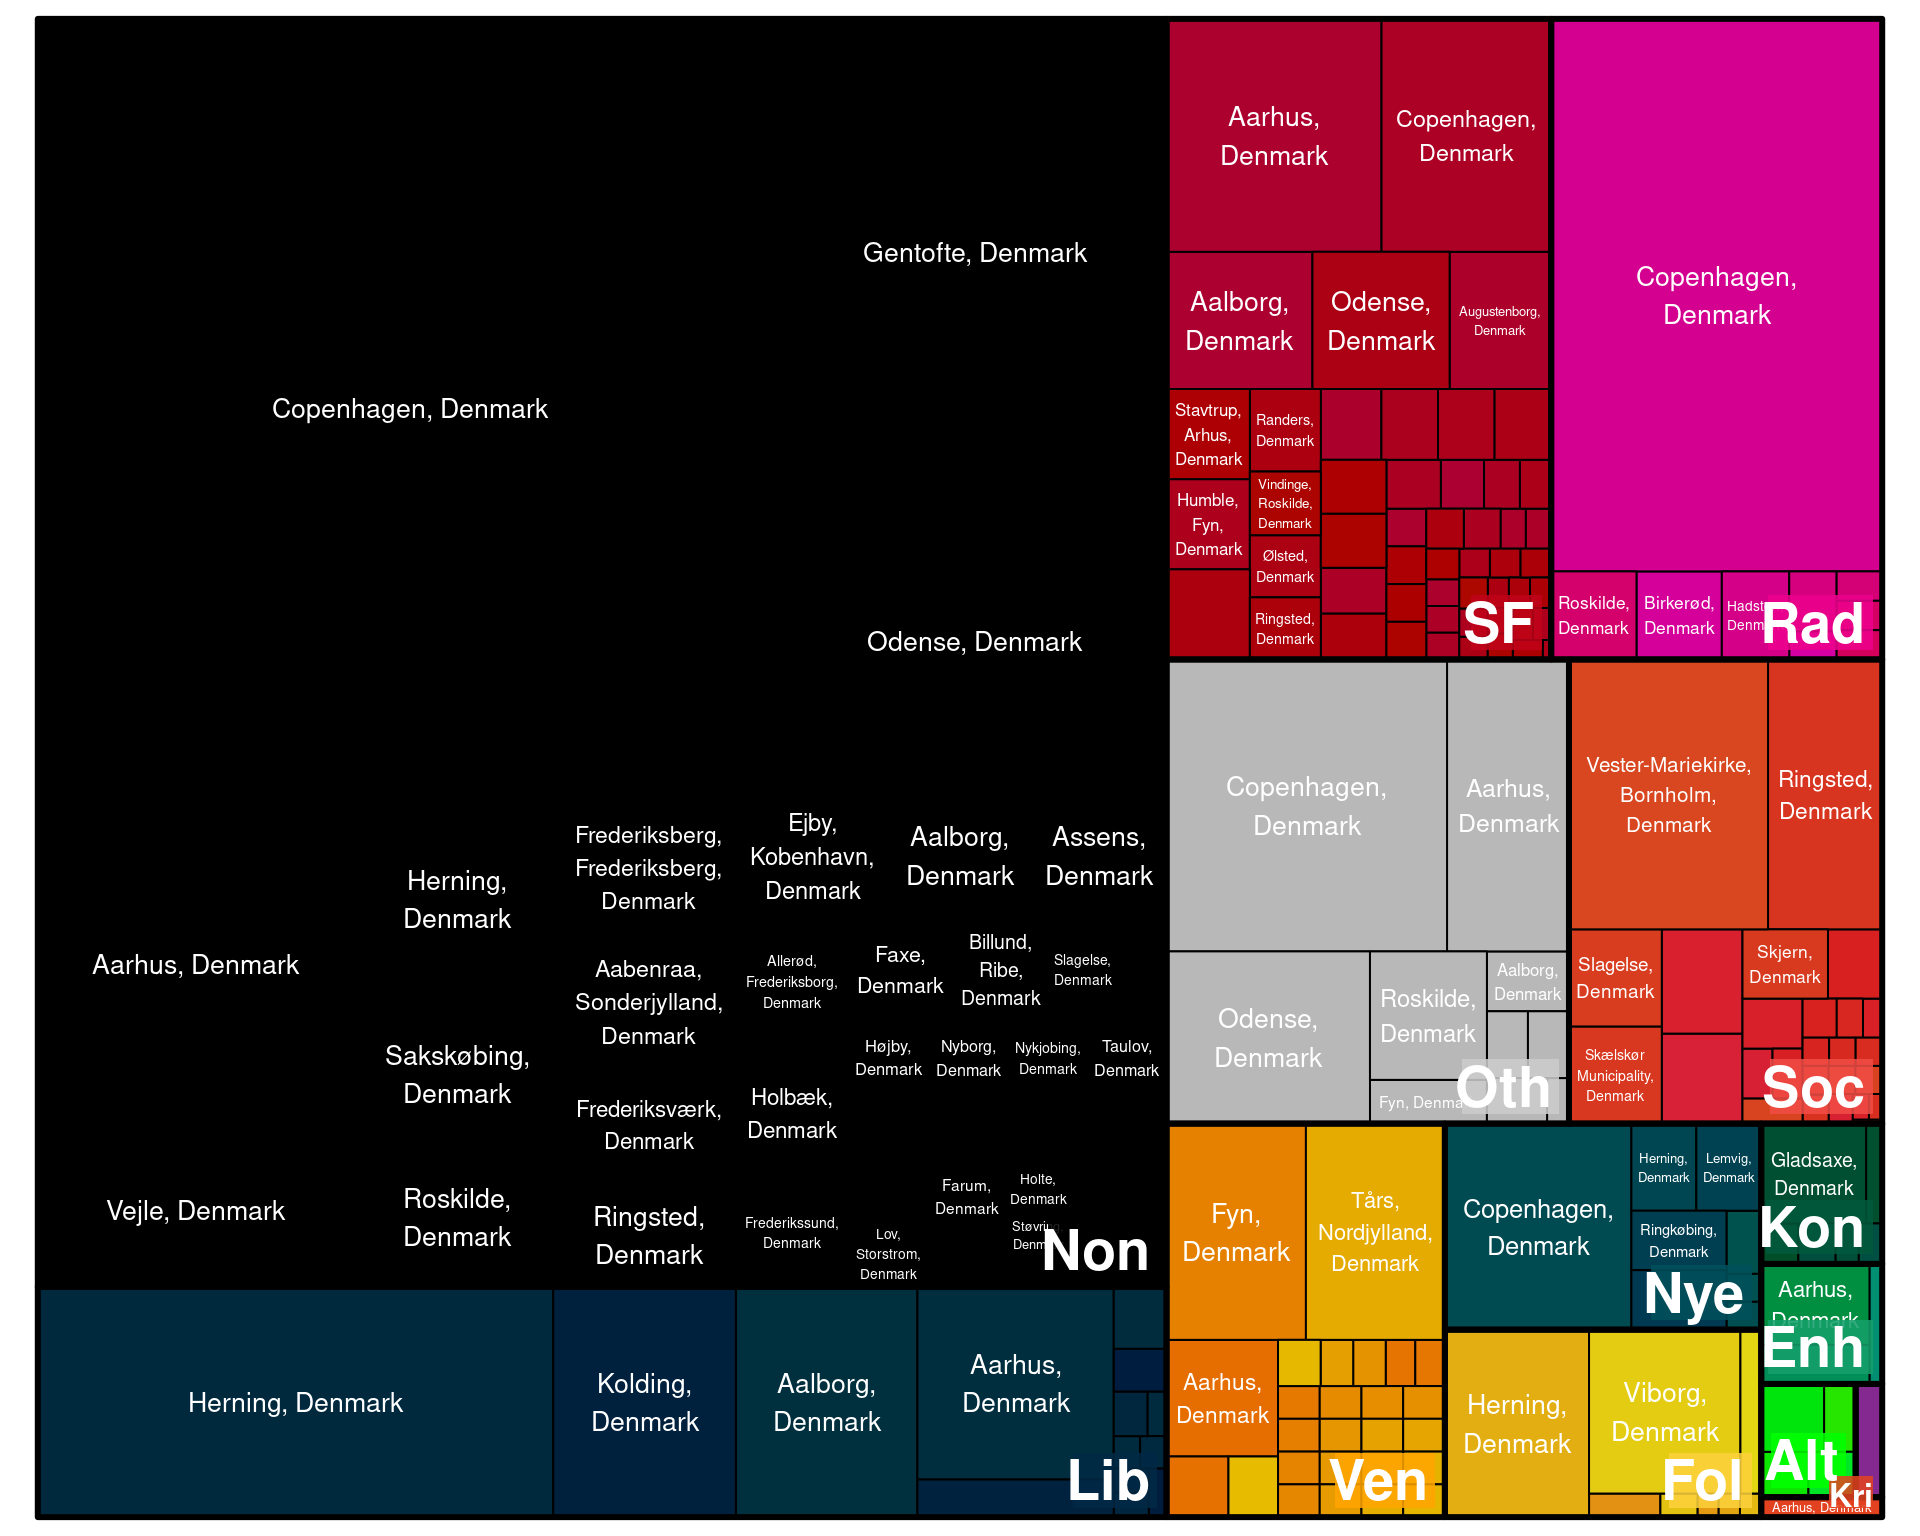 Gentofte, Denmark
Copenhagen, Denmark
Odense, Denmark
Aarhus, Denmark
Vejle, Denmark
Herning,
Denmark
Sakskøbing,
Denmark
Roskilde,
Denmark
Frederiksberg,
Frederiksberg,
Denmark
Aabenraa,
Sonderjylland,
Denmark
Frederiksværk,
Denmark
Ringsted,
Denmark
Ejby,
Kobenhavn,
Denmark
Aalborg,
Denmark
Assens,
Denmark
Allerød,
Frederiksborg,
Denmark
Faxe,
Denmark
Billund,
Ribe,
Denmark
Slagelse,
Denmark
Højby,
Denmark
Nyborg,
Denmark
Nykjobing,
Denmark
Taulov,
Denmark
Holbæk,
Denmark
Frederikssund,
Denmark
Lov,
Storstrom,
Denmark
Farum,
Denmark
Holte,
Denmark
Støvring,
Non
Herning, Denmark
Kolding,
Denmark
Aalborg,
Denmark
Aarhus,
Denmark
Lib
Aarhus,
Denmark
Copenhagen,
Denmark
Aalborg,
Denmark
Odense,
Denmark
Augustenborg,
Denmark
Stavtrup,
Arhus,
Denmark
Randers,
Denmark
Humble,
Fyn,
Denmark
Vindinge,
Roskilde,
Denmark
Ølsted,
Denmark
Ringsted,
Denmark
SF
Copenhagen,
Denmark
Roskilde,
Denmark
Birkerød,
Denmark
Rad
Copenhagen,
Denmark
Aarhus,
Denmark
Odense,
Denmark
Roskilde,
Denmark
Aalborg,
Denmark
Fyn, Denma
Oth
Vester-Mariekirke,
Bornholm,
Denmark
Ringsted,
Denmark
Slagelse,
Denmark
Skjern,
Denmark
Skælskør
Municipality,
Denmark
Soc
Fyn,
Denmark
Tårs,
Nordjylland,
Denmark
Aarhus,
Denmark
Ven
Copenhagen,
Denmark
Herning,
Denmark
Lemvig,
Denmark
Ringkøbing,
Denmark
Nye
Herning,
Denmark
Viborg,
Denmark
Fol
Gladsaxe,
Denmark
Kon
Aarhus,
Denmark
Enh
Alt
Aarhus, Denmark
Kri